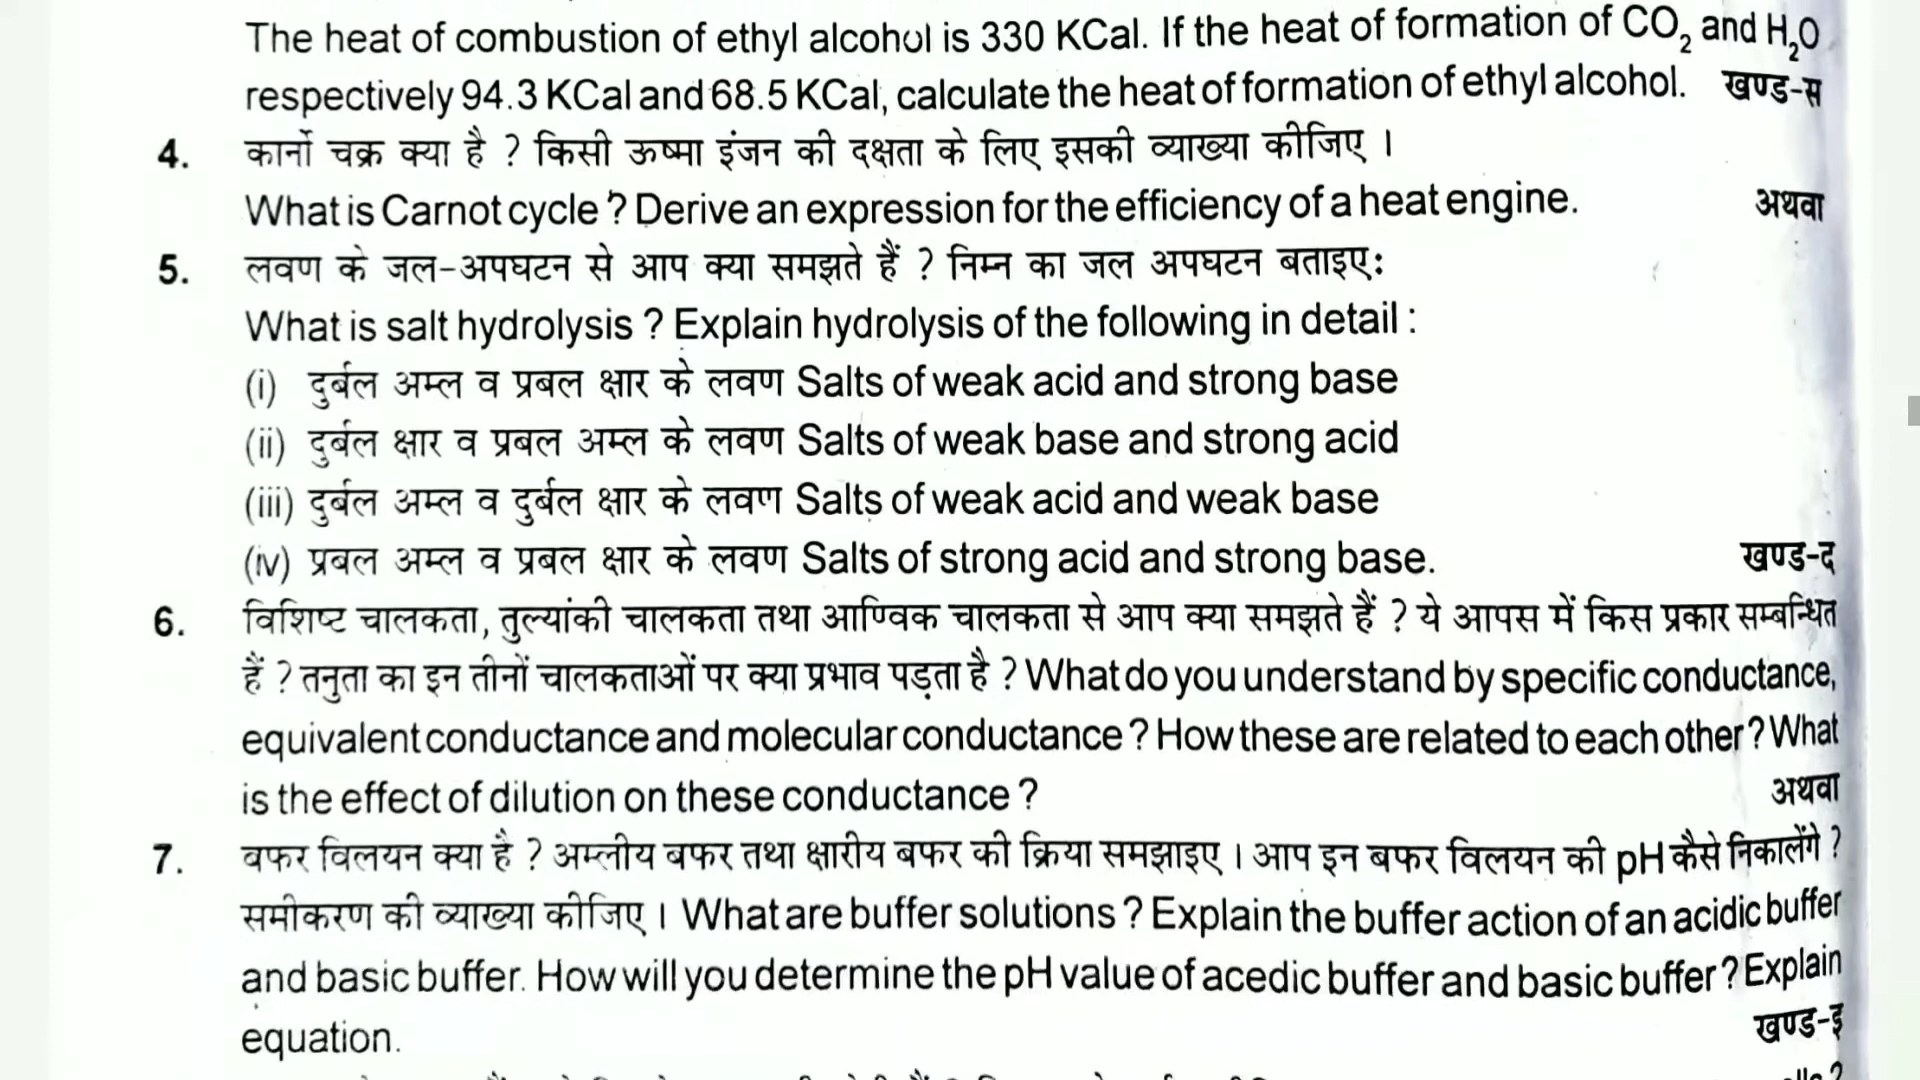 The heat of combustion of ethyl alcohol is 330 KCal. If the heat of formation of CO₂ and H₂O
respectively 94.3 KCal and 68.5 KCal, calculate the heat of formation of ethyl alcohol. खण्ड-स
4. कार्नो चक्र क्या है ? किसी ऊष्मा इंजन की दक्षता के लिए इसकी व्याख्या कीजिए ।
What is Carnot cycle ? Derive an expression for the efficiency of a heat engine. अथवा
5. लवण के जल-अपघटन से आप क्या समझते हैं ? निम्न का जल अपघटन बताइए:
What is salt hydrolysis ? Explain hydrolysis of the following in detail :
(i) दुर्बल अम्ल व प्रबल क्षार के लवण Salts of weak acid and strong base
(ii) दुर्बल क्षार व प्रबल अम्ल के लवण Salts of weak base and strong acid
(iii) दुर्बल अम्ल व दुर्बल क्षार के लवण Salts of weak acid and weak base
(iv) प्रबल अम्ल व प्रबल क्षार के लवण Salts of strong acid and strong base. खण्ड-द
6. विशिष्ट चालकता, तुल्यांकी चालकता तथा आण्विक चालकता से आप क्या समझते हैं ? ये आपस में किस प्रकार सम्बन्धित
हैं ? तनुता का इन तीनों चालकताओं पर क्या प्रभाव पड़ता है ? What do you understand by specific conductance,
equivalent conductance and molecular conductance ? How these are related to each other ? What
is the effect of dilution on these conductance ? अथवा
7. बफर विलयन क्या है ? अम्लीय बफर तथा क्षारीय बफर की क्रिया समझाइए । आप इन बफर विलयन की pH कैसे निकालेंगे ?
समीकरण की व्याख्या कीजिए । What are buffer solutions ? Explain the buffer action of an acidic buffer
and basic buffer. How will you determine the pH value of acedic buffer and basic buffer ? Explain
equation. खण्ड-इ